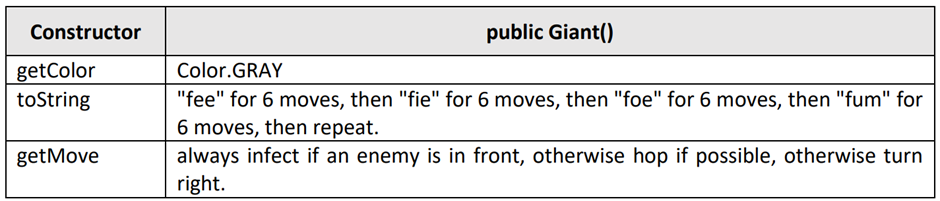 Constructor public Giant()
getColor Color.GRAY
toString "fee" for 6 moves, then "fie" for 6 moves, then "foe" for 6 moves, then "fum" for
6 moves, then repeat.
getMove always infect if an enemy is in front, otherwise hop if possible, otherwise turn
right.